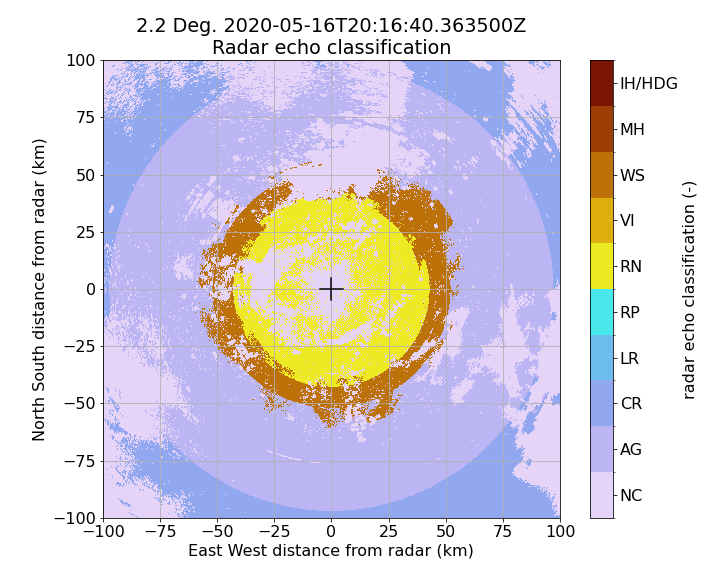 2.2 Deg. 2020-05-16T20:16:40.363500Z
Radar echo classification
100
75
50
25
0
−25
−50
−75
−100
North South distance from radar (km)
−100
−75
−50
−25
0
25
50
75
100
East West distance from radar (km)
IH/HDG
MH
WS
VI
RN
RP
LR
CR
AG
NC
radar echo classification (-)